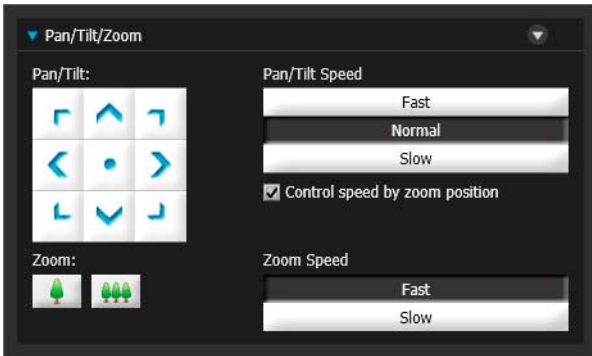 Pan/Tilt/Zoom
Pan/Tilt:
Pan/Tilt Speed
Fast
Normal
Slow
Control speed by zoom position
Zoom:
Zoom Speed
Fast
Slow